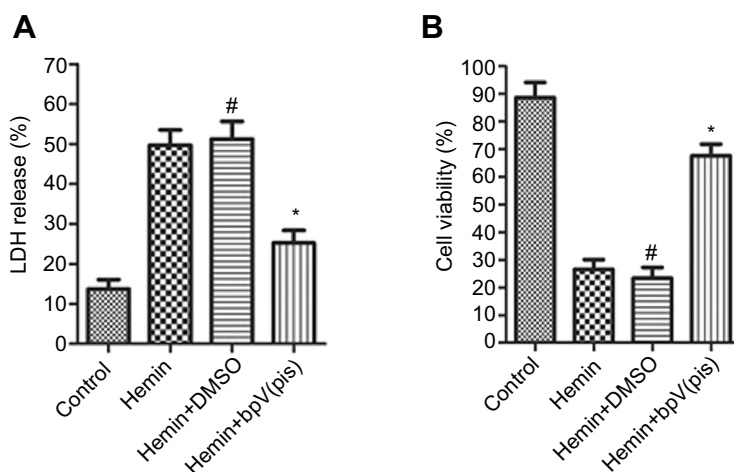 A
LDH release (%)
70
60
50
40
30
20
10
0
#
*
Control
Hemin
Hemin+DMSO
Hemin+bpV(pis)
B
Cell viability (%)
100
90
80
70
60
50
40
30
20
10
0
#
*
Control
Hemin
Hemin+DMSO
Hemin+bpV(pis)